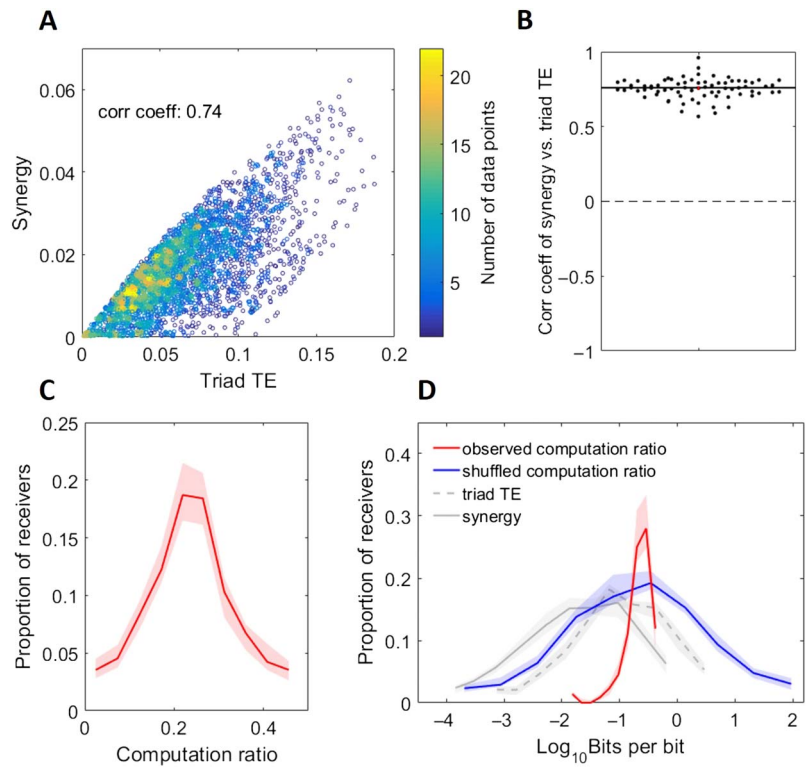 A
Synergy
0.06
0.04
0.02
0
corr coeff: 0.74
0
0.05
0.1
0.15
0.2
Triad TE
20
15
10
5
Number of data points
B
Corr coeff of synergy vs. triad TE
1
0.5
0
−0.5
−1
C
Proportion of receivers
0.25
0.2
0.15
0.1
0.05
0
0
0.2
0.4
Computation ratio
D
Proportion of receivers
0.4
0.3
0.2
0.1
0
observed computation ratio
shuffled computation ratio
triad TE
synergy
−4
−3
−2
−1
0
1
2
Log10Bits per bit